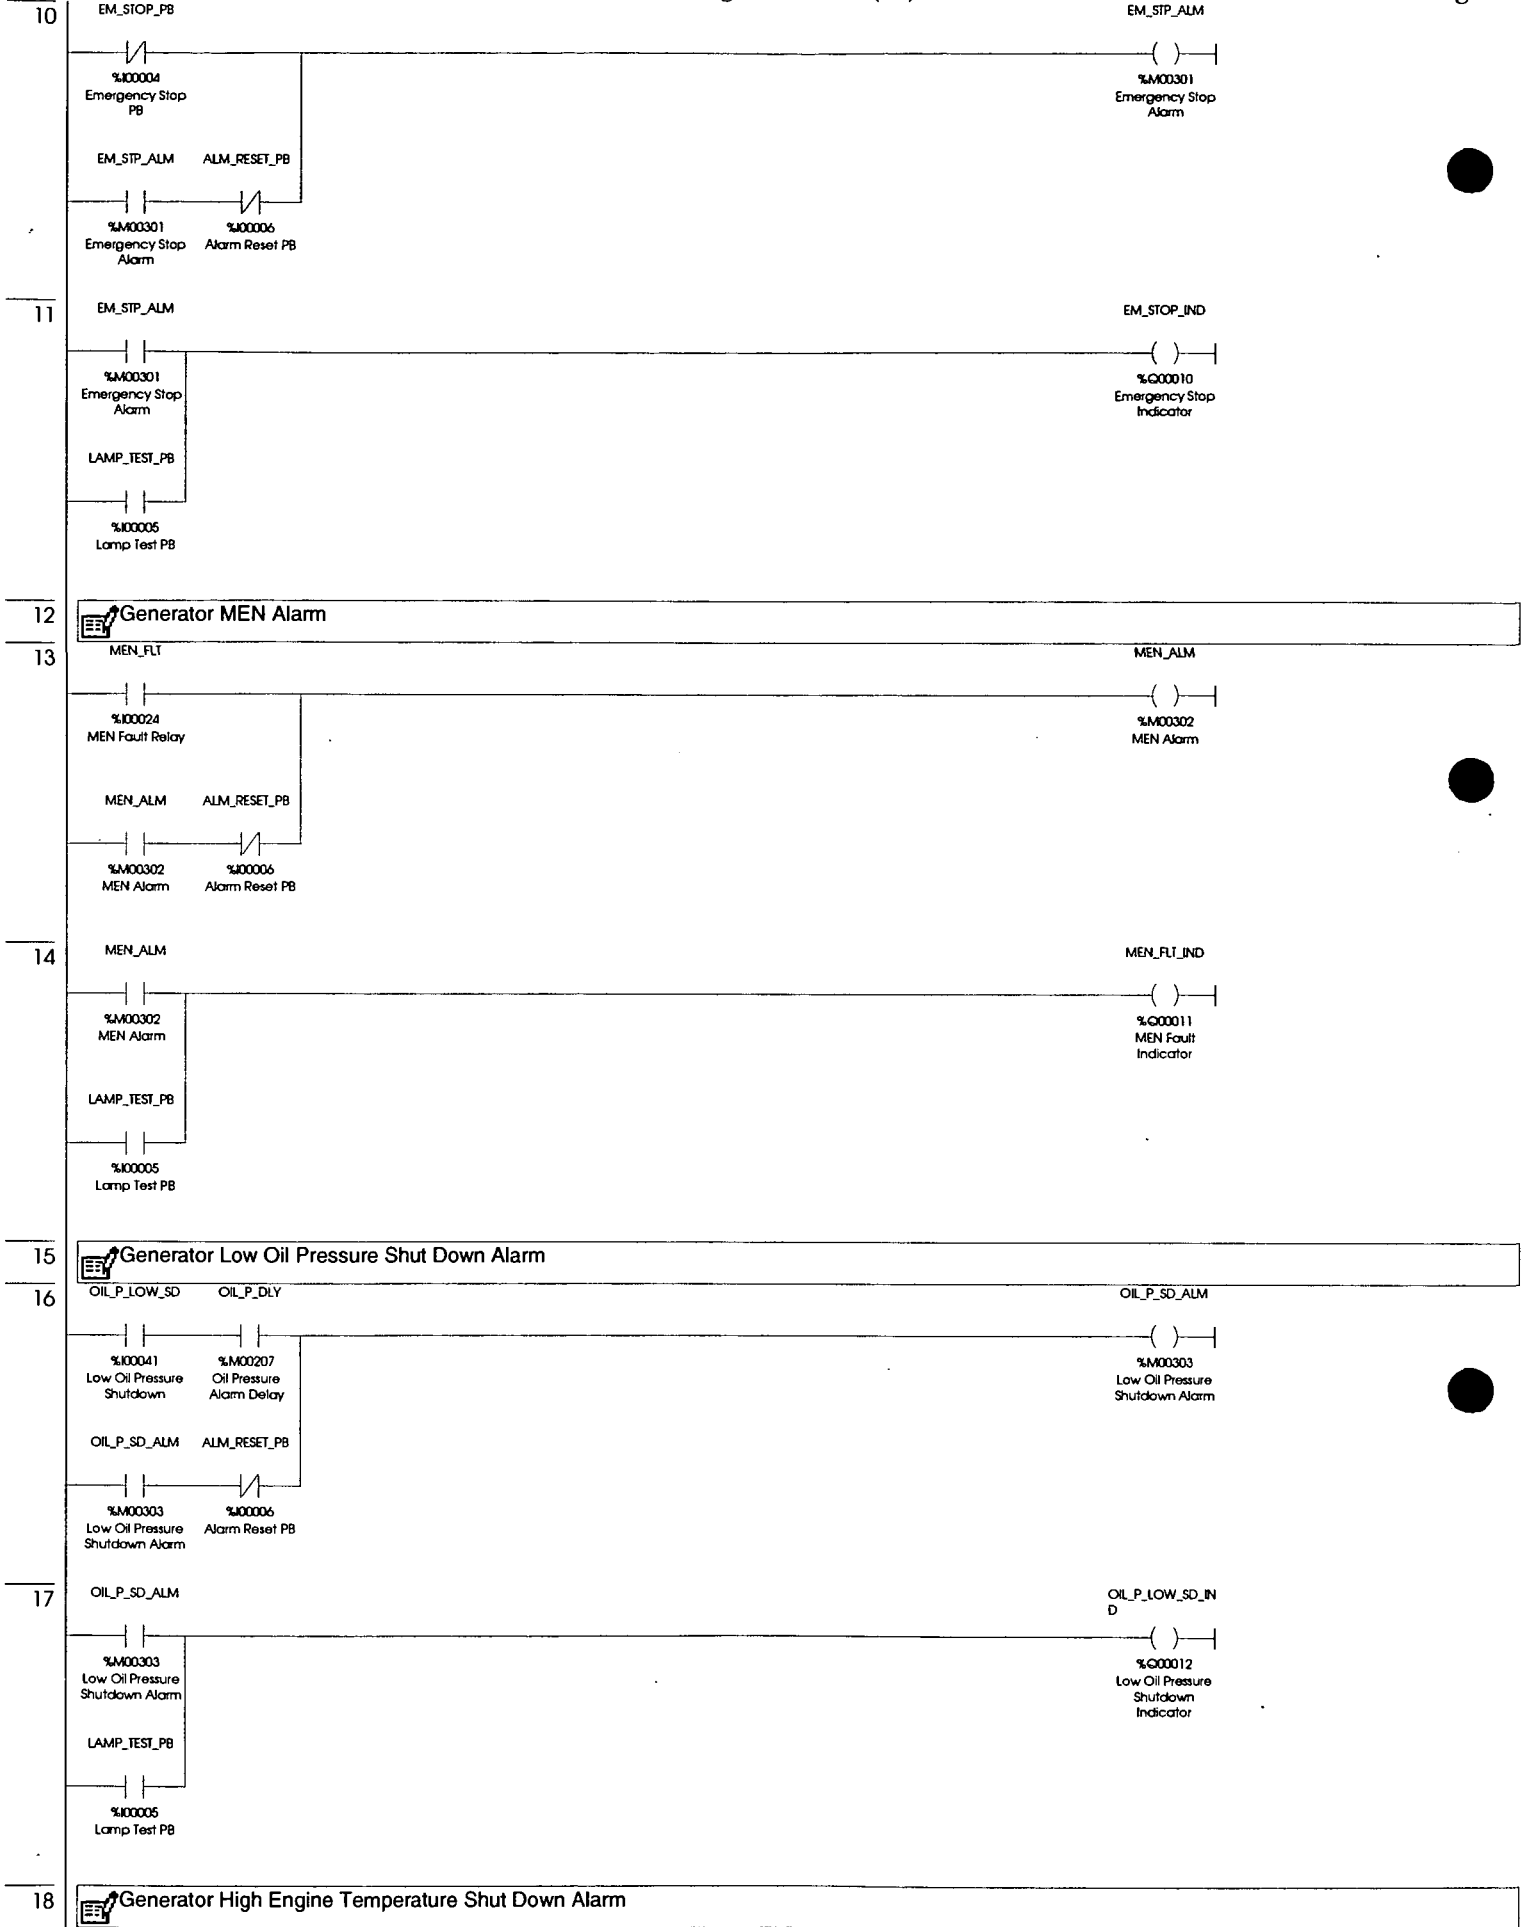 10
EM_STOP_PB
EM_STP_ALM
%I00004
Emergency Stop
PB
%M00301
Emergency Stop
Alarm
EM_STP_ALM ALM_RESET_PB
%M00301
Emergency Stop
Alarm
%I00006
Alarm Reset PB
11
EM_STP_ALM
EM_STOP_IND
%M00301
Emergency Stop
Alarm
%Q00010
Emergency Stop
Indicator
LAMP_TEST_PB
%I00005
Lamp Test PB
12
Generator MEN Alarm
13
MEN_FLT
MEN_ALM
%I00024
MEN Fault Relay
%M00302
MEN Alarm
MEN_ALM ALM_RESET_PB
%M00302
MEN Alarm
%I00006
Alarm Reset PB
14
MEN_ALM
MEN_FLT_IND
%M00302
MEN Alarm
%Q00011
MEN Fault
Indicator
LAMP_TEST_PB
%I00005
Lamp Test PB
15
Generator Low Oil Pressure Shut Down Alarm
16
OIL_P_LOW_SD OIL_P_DLY
OIL_P_SD_ALM
%I00041
Low Oil Pressure
Shutdown
%M00207
Oil Pressure
Alarm Delay
%M00303
Low Oil Pressure
Shutdown Alarm
OIL_P_SD_ALM ALM_RESET_PB
%M00303
Low Oil Pressure
Shutdown Alarm
%I00006
Alarm Reset PB
17
OIL_P_SD_ALM
OIL_P_LOW_SD_IN
D
%M00303
Low Oil Pressure
Shutdown Alarm
%Q00012
Low Oil Pressure
Shutdown
Indicator
LAMP_TEST_PB
%I00005
Lamp Test PB
18
Generator High Engine Temperature Shut Down Alarm